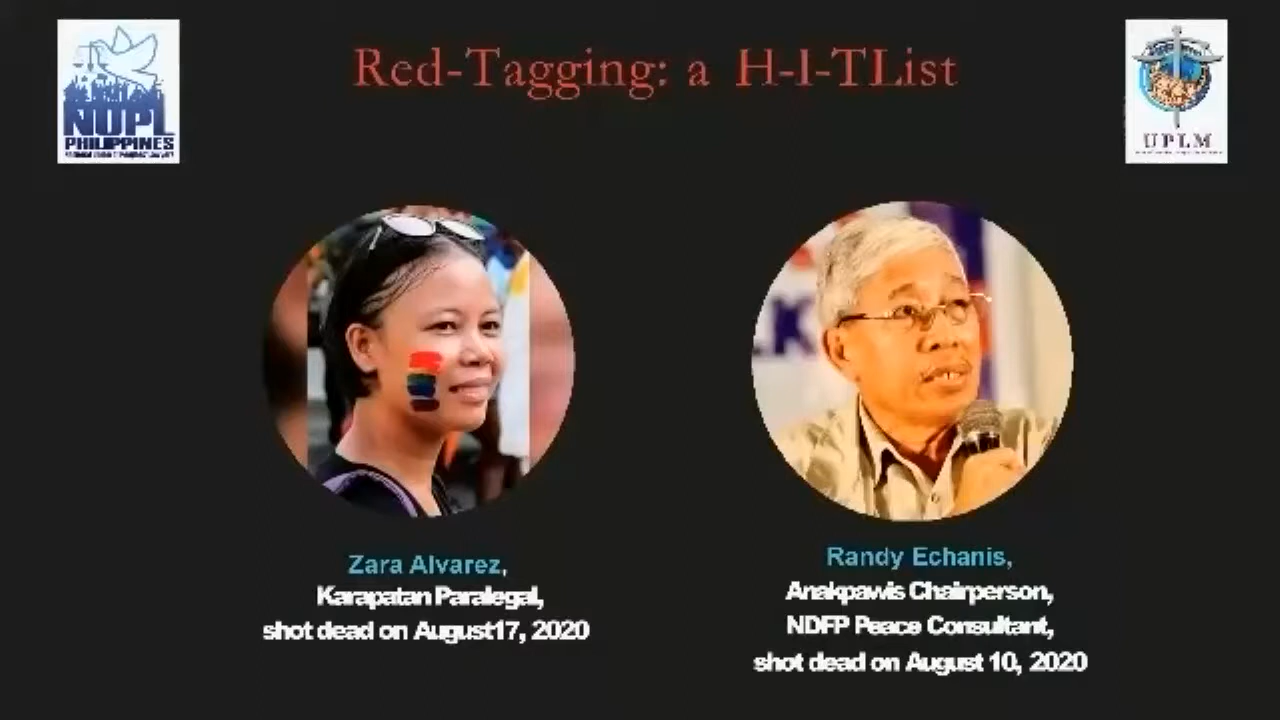 NUPL
PHILIPPINES
Red-Tagging: a H-I-TList
UPLM
Zara Alvarez,
Karapatan Paralegal,
shot dead on August17, 2020
Randy Echanis,
Anakpawis Chairperson,
NDFP Peace Consultant,
shot dead on August 10, 2020